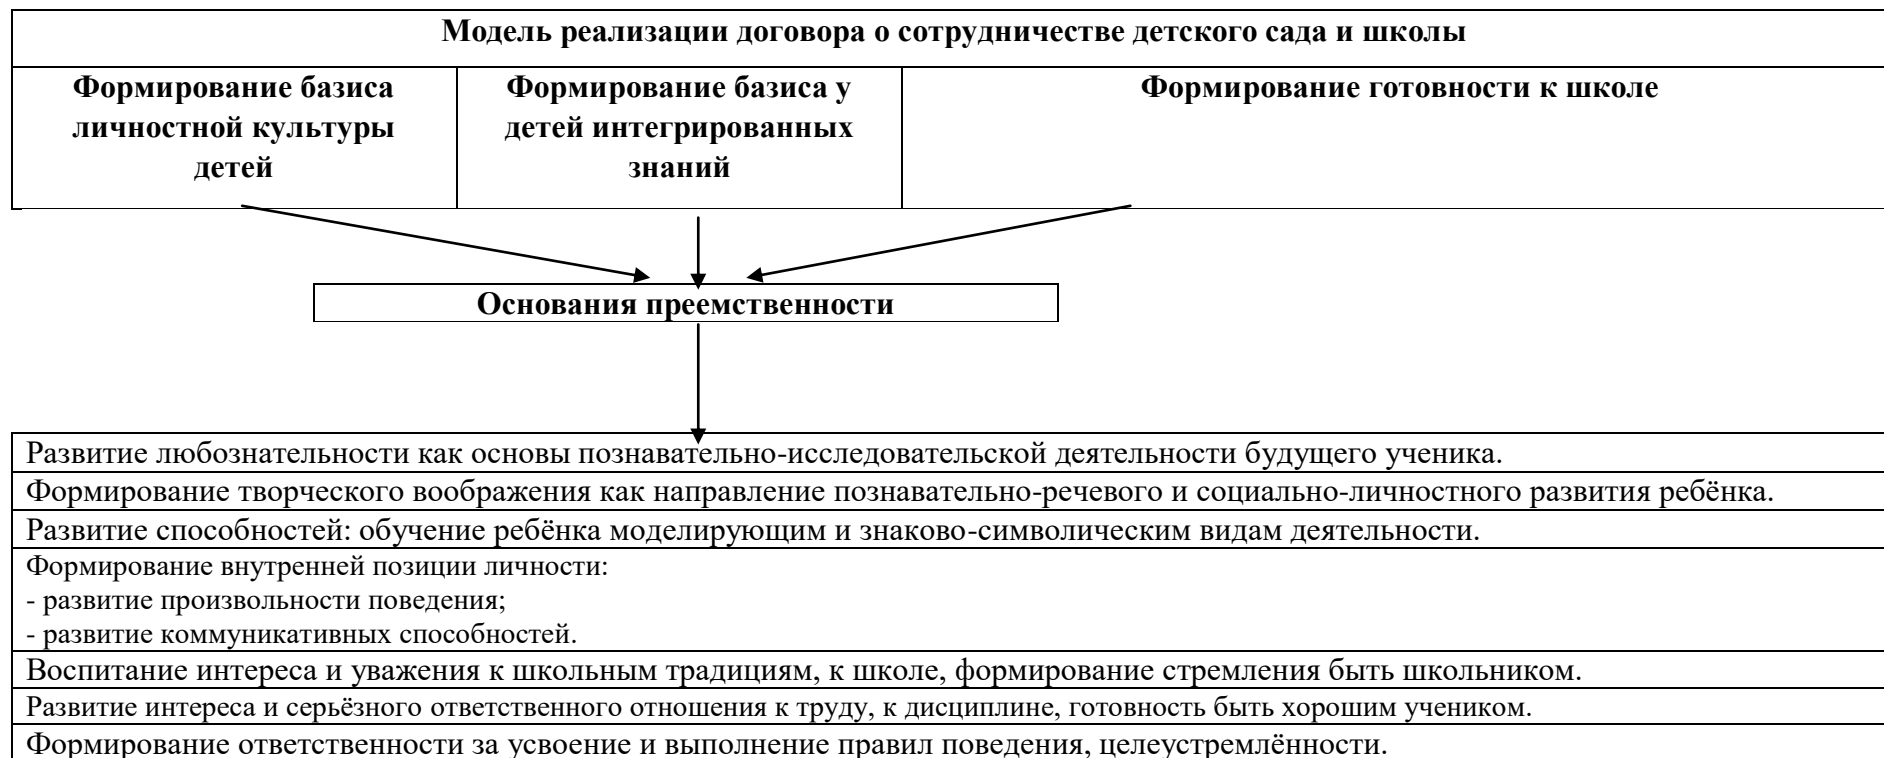 Модель реализации договора о сотрудничестве детского сада и школы
Формирование базиса
личностной культуры
детей
Формирование базиса у
детей интегрированных
знаний
Формирование готовности к школе
Основания преемственности
Развитие любознательности как основы познавательно-исследовательской деятельности будущего ученика.
Формирование творческого воображения как направление познавательно-речевого и социально-личностного развития ребёнка.
Развитие способностей: обучение ребёнка моделирующим и знаково-символическим видам деятельности.
Формирование внутренней позиции личности:
- развитие произвольности поведения;
- развитие коммуникативных способностей.
Воспитание интереса и уважения к школьным традициям, к школе, формирование стремления быть школьником.
Развитие интереса и серьёзного ответственного отношения к труду, к дисциплине, готовность быть хорошим учеником.
Формирование ответственности за усвоение и выполнение правил поведения, целеустремлённости.